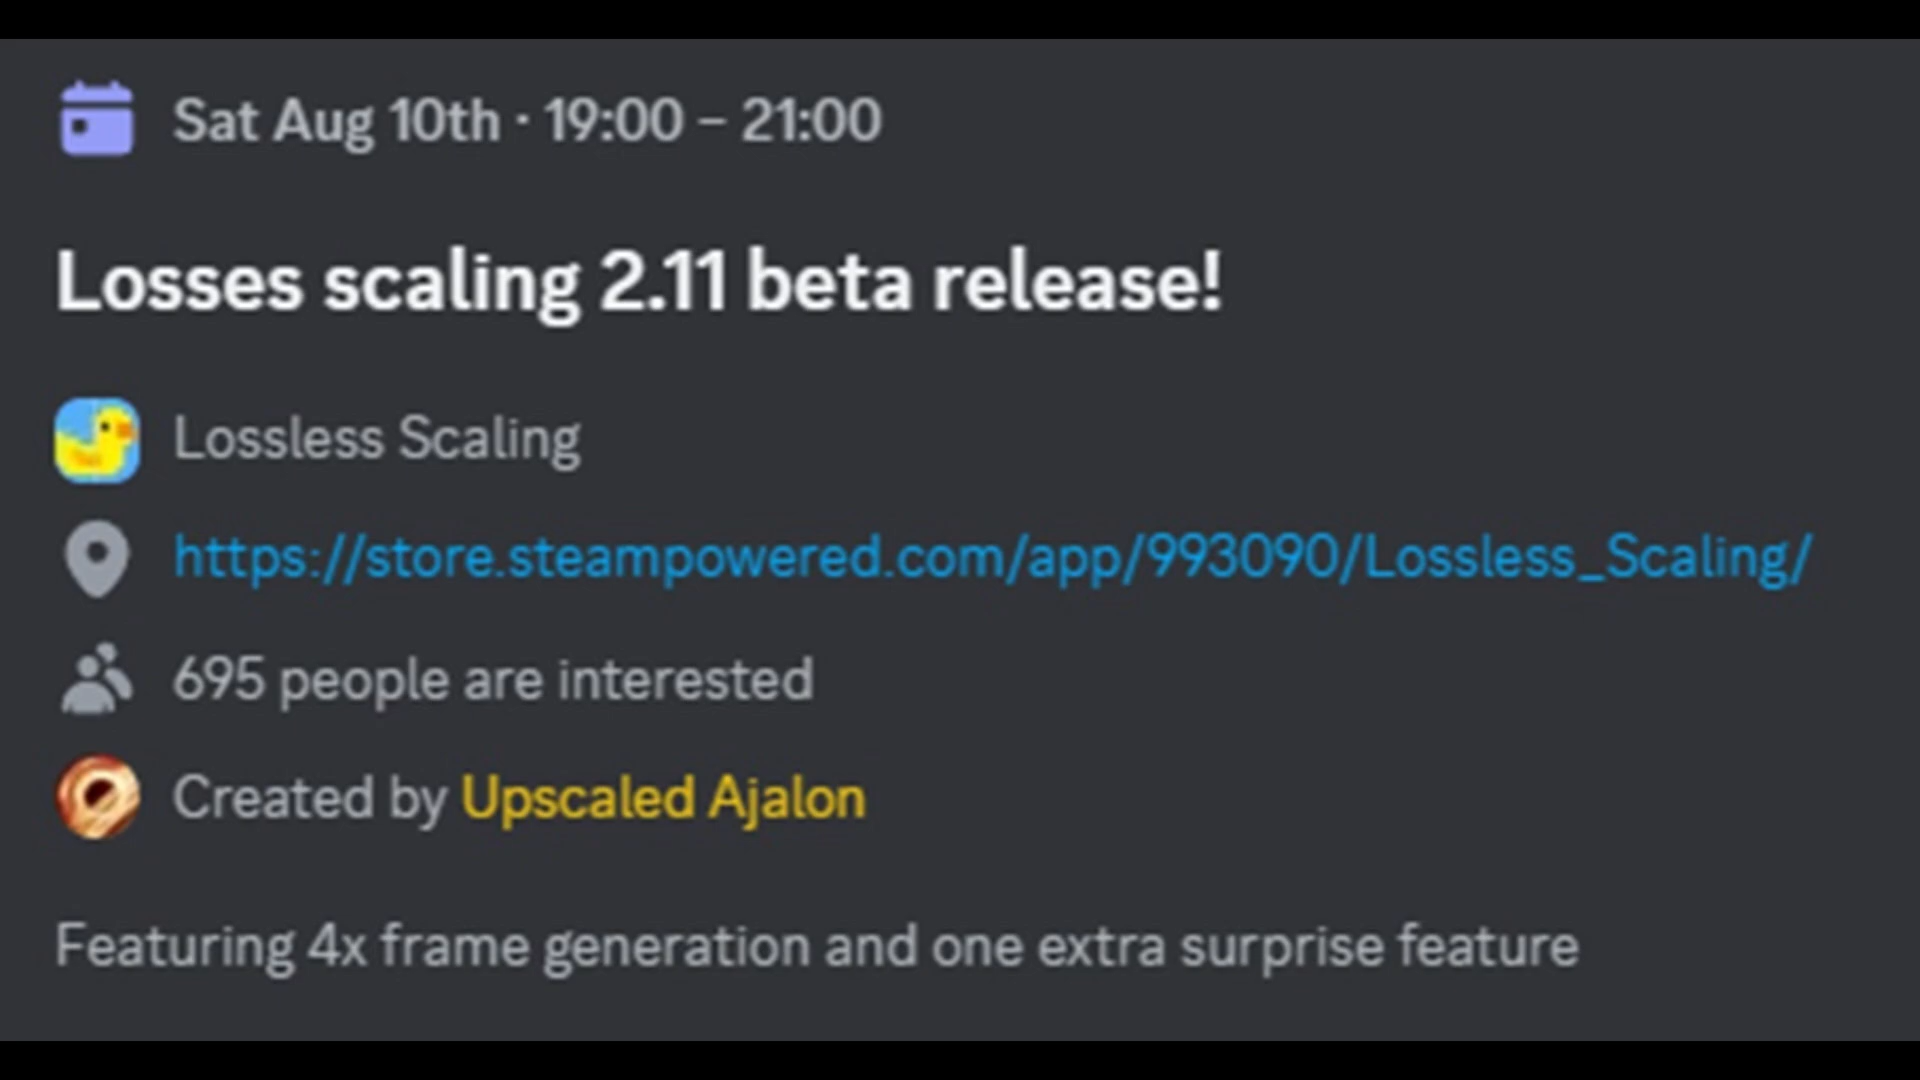 Sat Aug 10th · 19:00 – 21:00
Losses scaling 2.11 beta release!
Lossless Scaling
https://store.steampowered.com/app/993090/Lossless_Scaling/
695 people are interested
Created by Upscaled Ajalon
Featuring 4x frame generation and one extra surprise feature